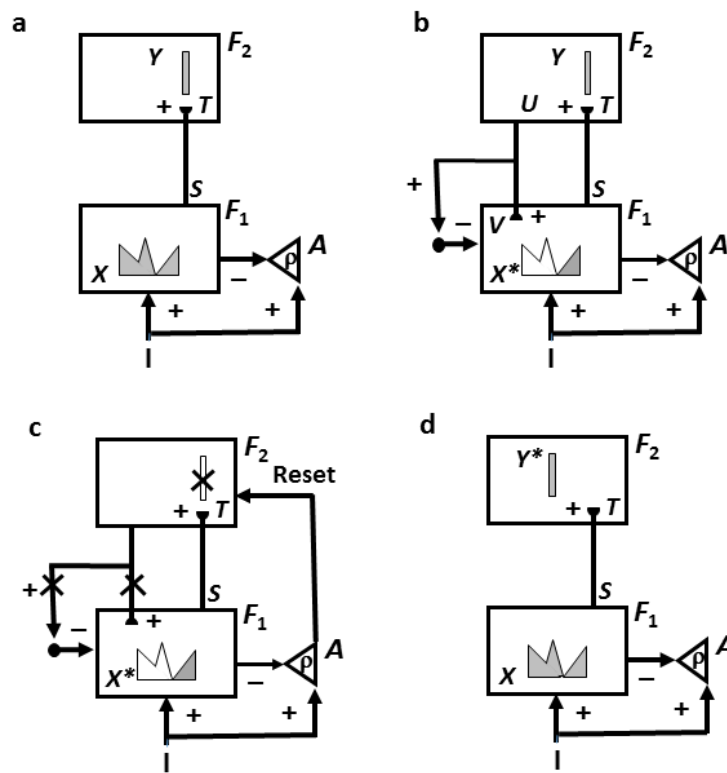 a
F2
Y
+ T
S
F1
X
ρ A
−
+ +
I
b
F2
Y
U + T
+
S
− F1
V +
X*
ρ A
−
+ +
I
c
F2
Reset
+ T
+
S
− F1
+
X*
ρ A
−
+ +
I
d
F2
Y*
+ T
S
F1
X
ρ A
−
+ +
I